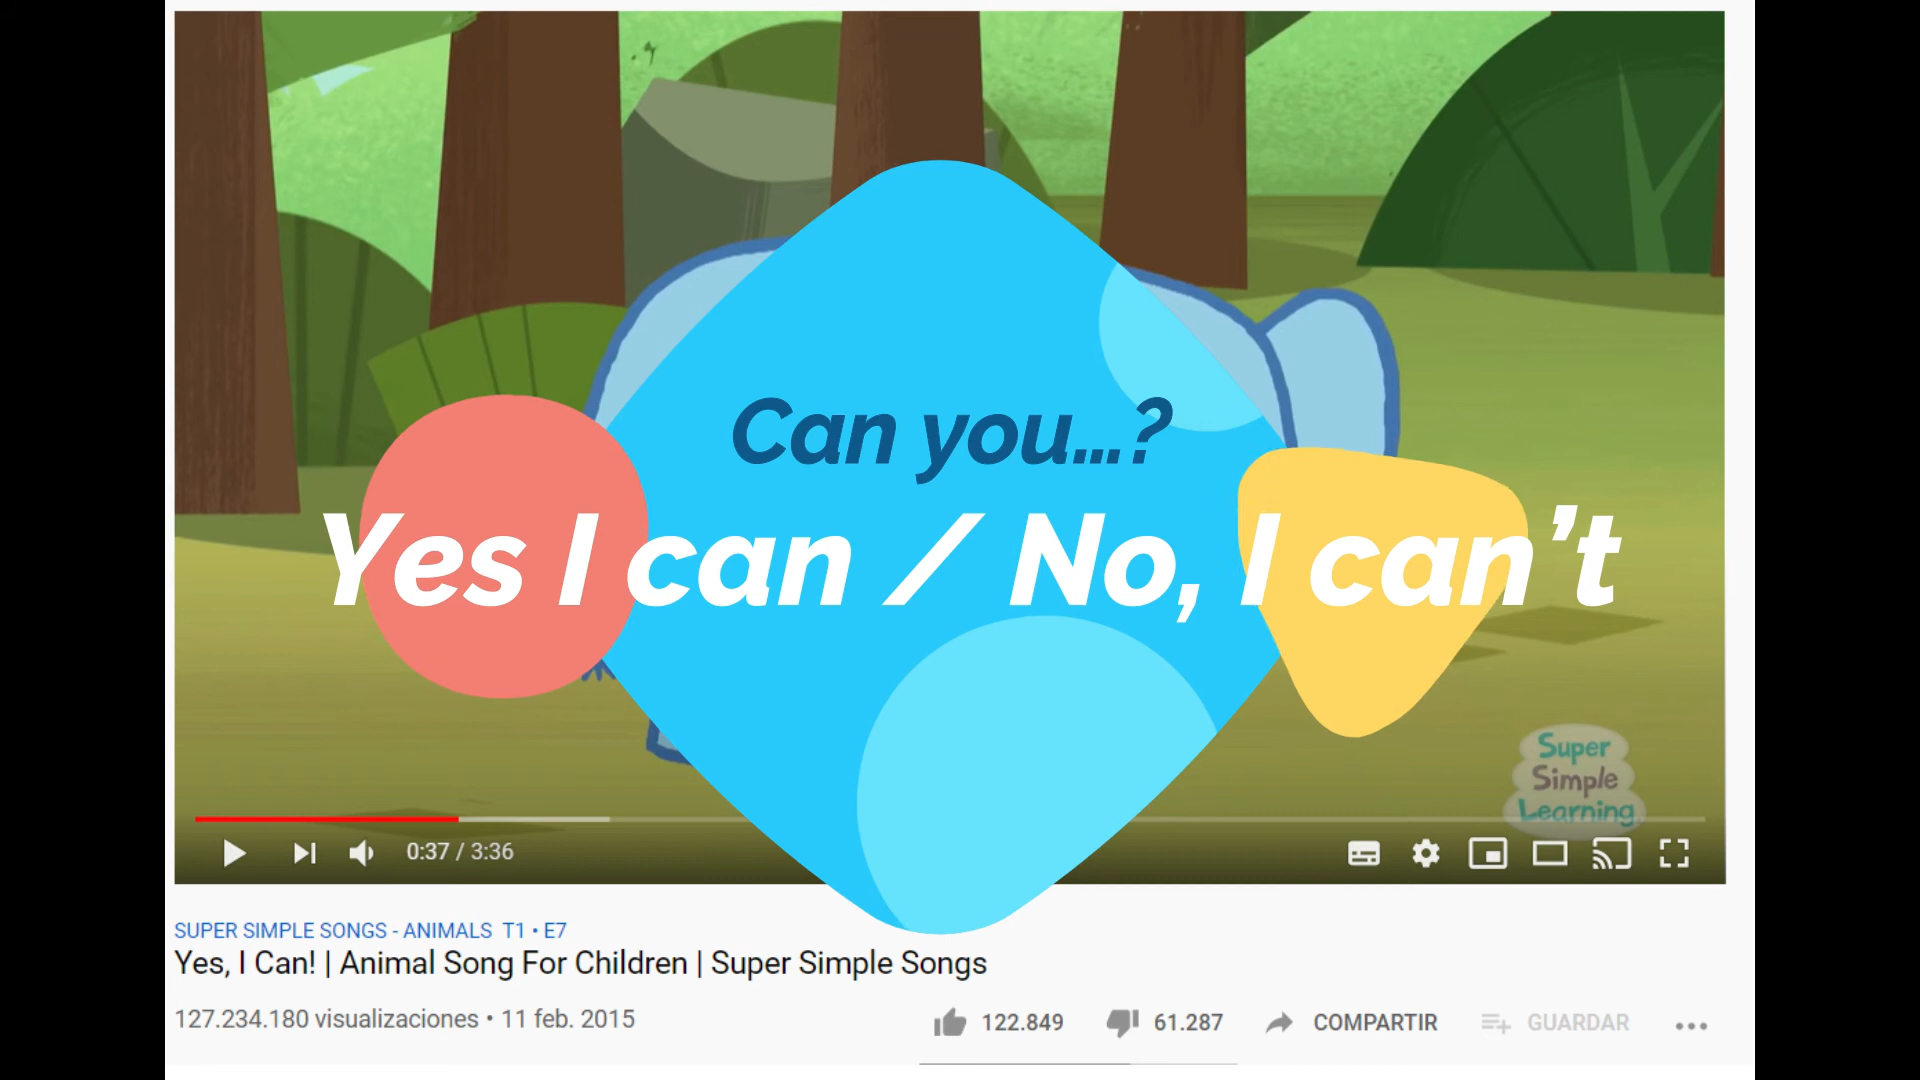 Can you...?
Yes I can / No, I can't
Super
Simple
Learning
0:37 / 3:36
SUPER SIMPLE SONGS - ANIMALS T1 • E7
Yes, I Can! | Animal Song For Children | Super Simple Songs
127.234.180 visualizaciones • 11 feb. 2015
122.849 61.287 COMPARTIR GUARDAR